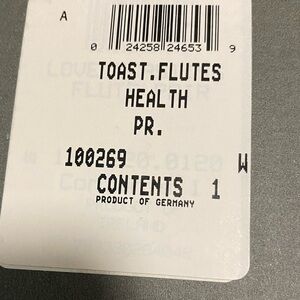 A
0 24258 24653 9
TOAST.FLUTES
HEALTH
PR.
100269 W
CONTENTS 1
PRODUCT OF GERMANY